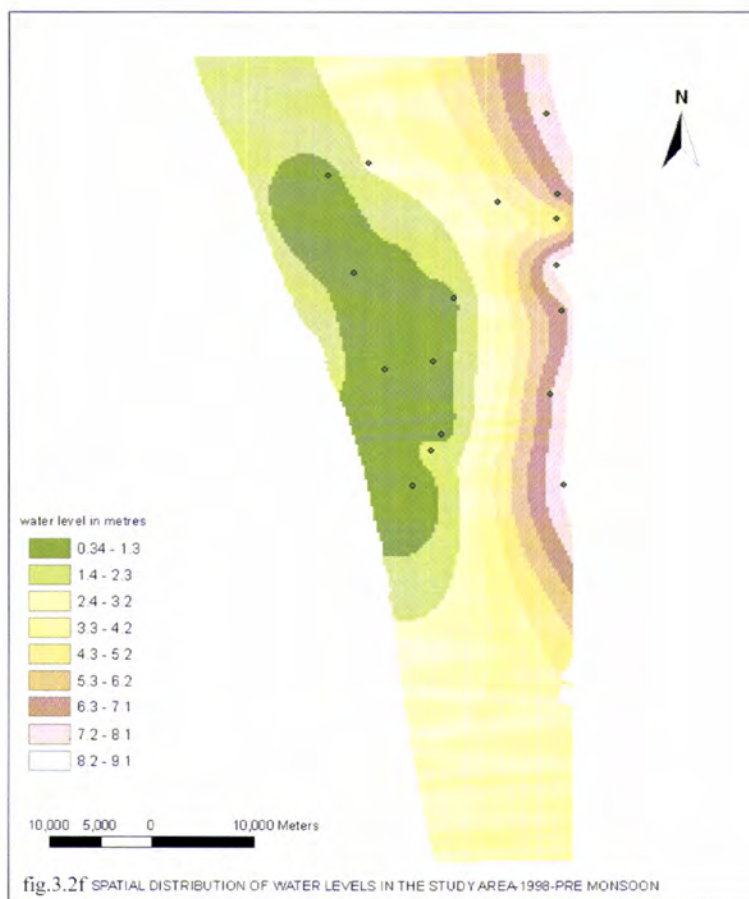 N
water level in metres
0.34 - 1.3
1.4 - 2.3
2.4 - 3.2
3.3 - 4.2
4.3 - 5.2
5.3 - 6.2
6.3 - 7.1
7.2 - 8.1
8.2 - 9.1
10,000 5,000 0 10,000 Meters
fig.3.2f SPATIAL DISTRIBUTION OF WATER LEVELS IN THE STUDY AREA-1998-PRE MONSOON